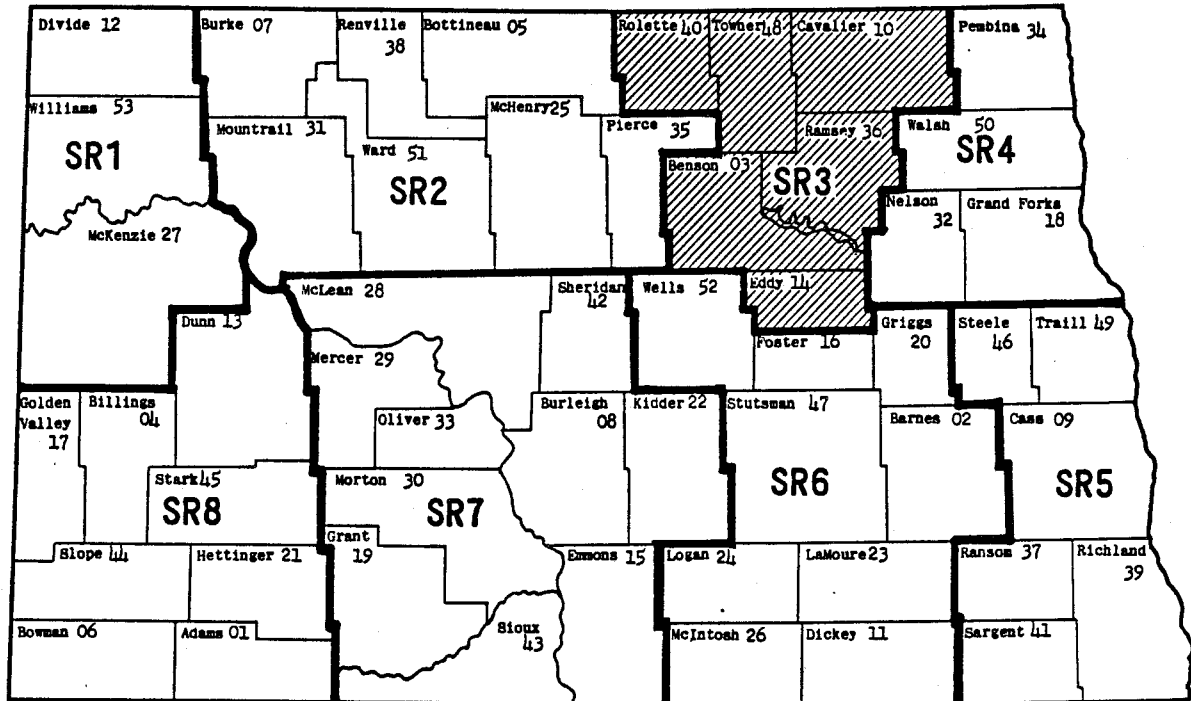 Divide 12
Burke 07
Renville
38
Bottineau 05
Rolette 40
Towner 48
Cavalier 10
Pembina 34
Williams 53
Mountrail 31
McHenry 25
Pierce
35
Ramsey 36
Walsh 50
SR1
Ward 51
SR2
Benson 03
SR3
SR4
McKenzie 27
Nelson
32
Grand Forks
18
McLean 28
Sheridan
42
Wells 52
Eddy 14
Dunn 13
Mercer 29
Foster 16
Griggs
20
Steele
46
Traill 49
Golden
Valley
17
Billings
04
Oliver 33
Burleigh
08
Kidder 22
Stutsman 47
Barnes 02
Cass 09
Stark 45
SR8
Morton 30
SR7
SR6
SR5
Grant
19
Slope 44
Hettinger 21
Emmons 15
Logan 24
LaMoure 23
Ransom 37
Richland
39
Bowman 06
Adams 01
Sioux
43
McIntosh 26
Dickey 11
Sargent 41